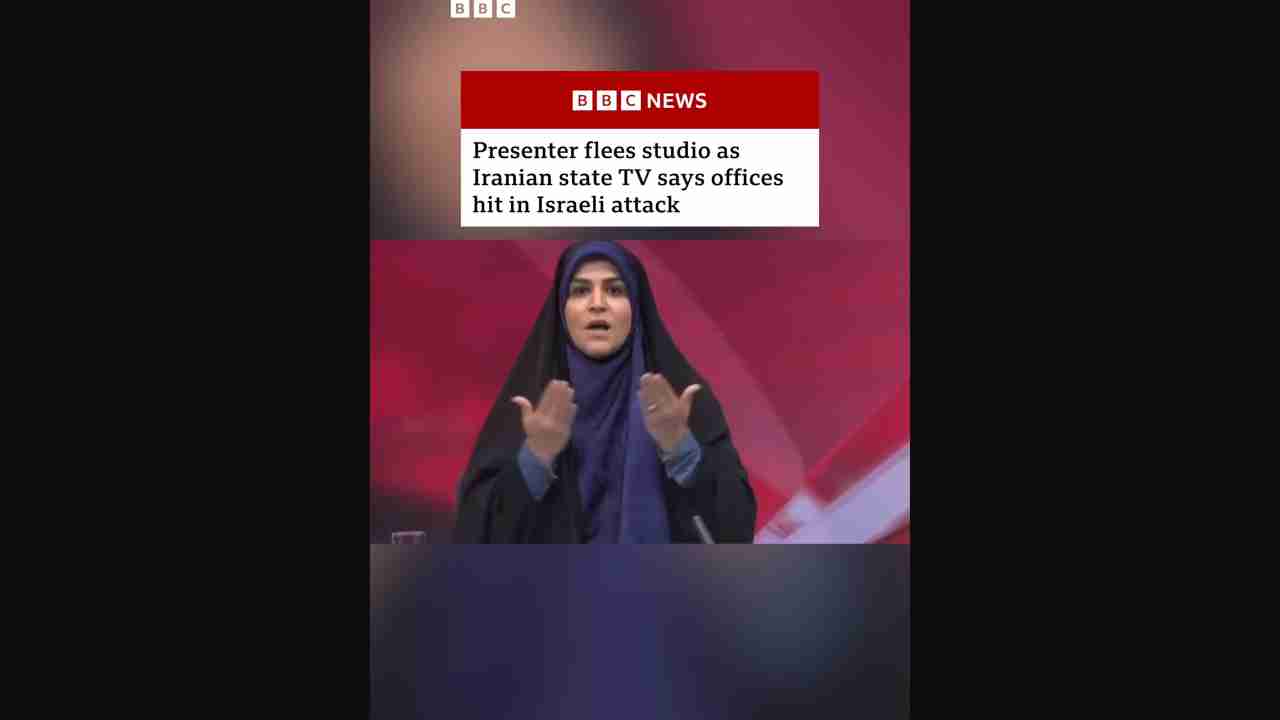 BBC
BBC NEWS
Presenter flees studio as
Iranian state TV says offices
hit in Israeli attack